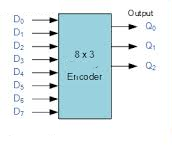 Output
D₀
Q₀
D₁
D₂
Q₁
8 x 3
D₃
Q₂
D₄
Encoder
D₅
D₆
D₇